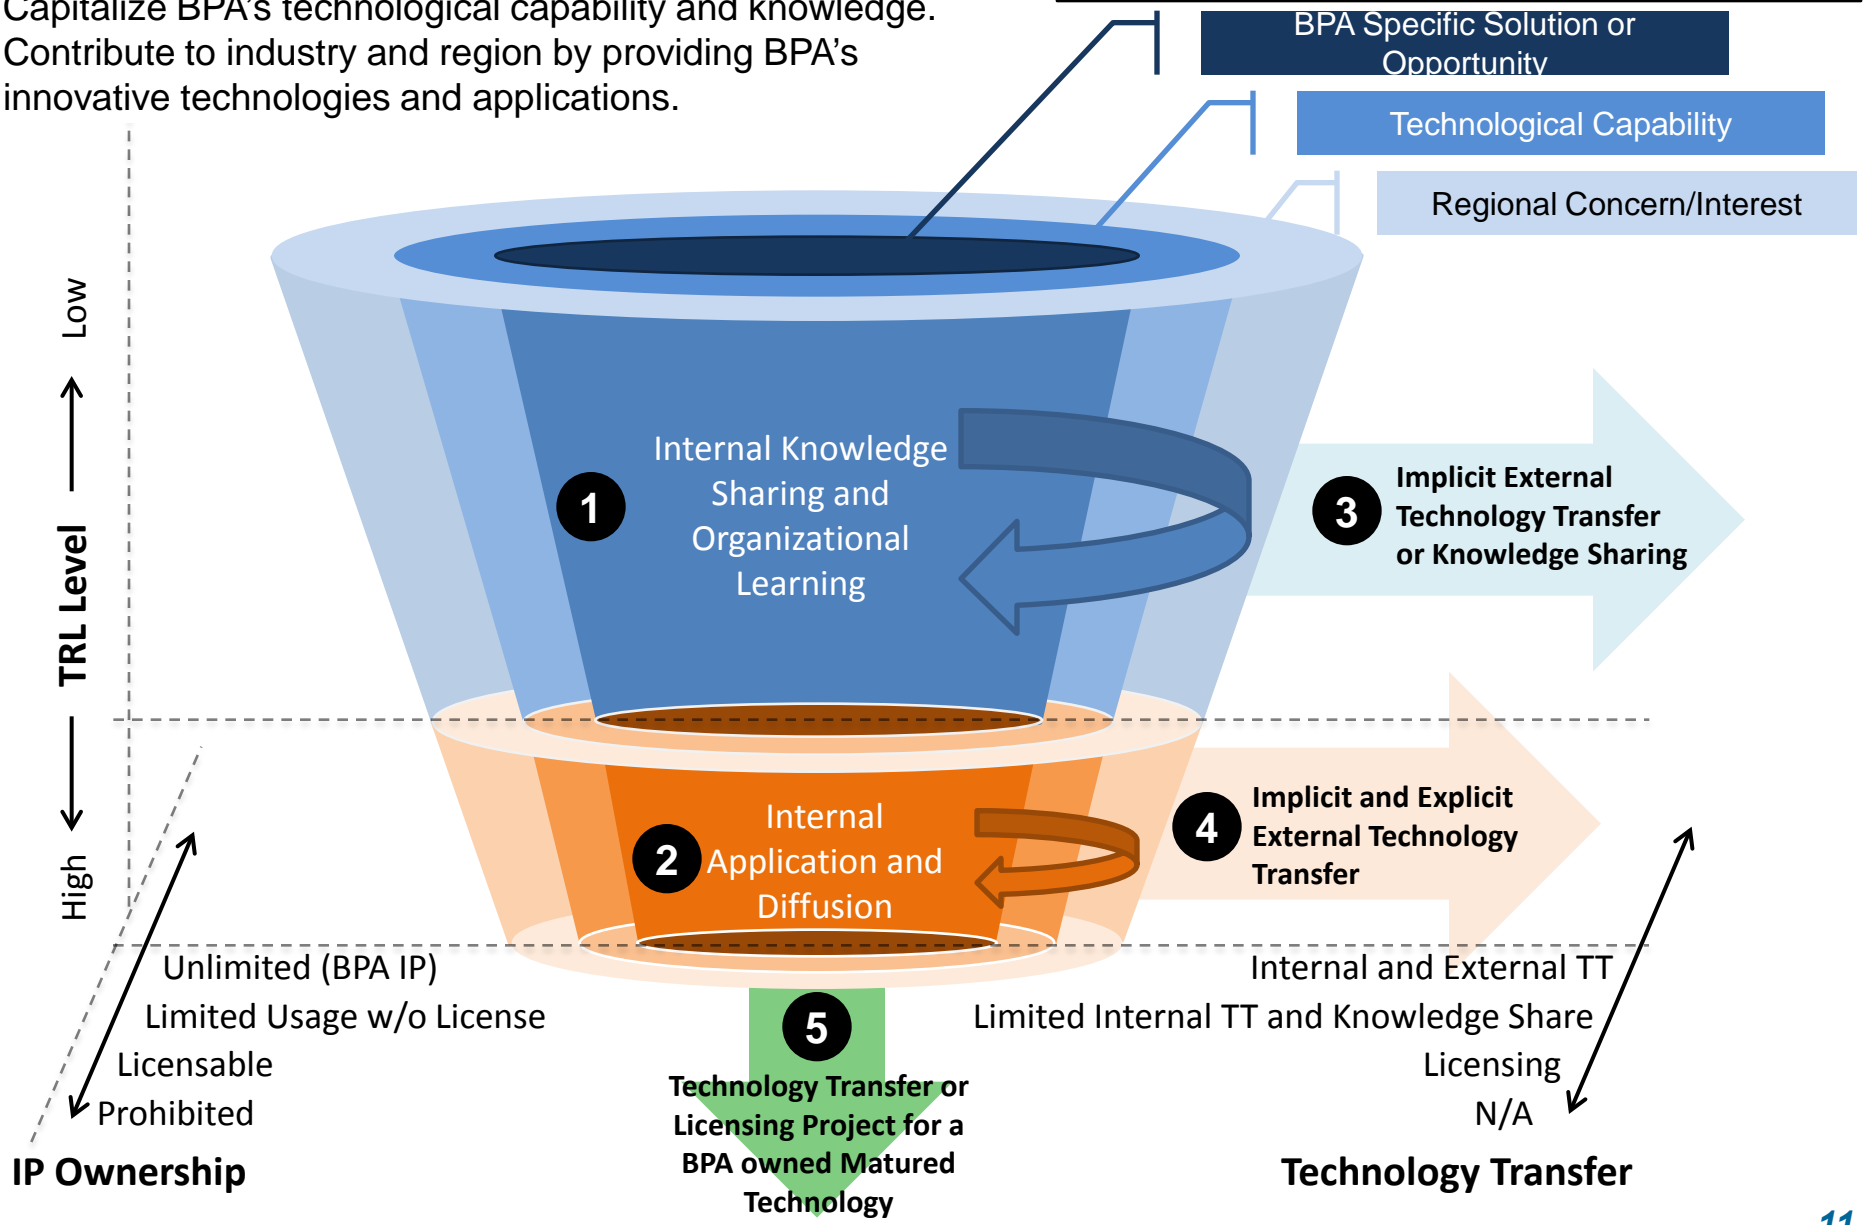 Capitalize BPA's technological capability and knowledge.
Contribute to industry and region by providing BPA's
innovative technologies and applications.
BPA Specific Solution or
Opportunity
Technological Capability
Regional Concern/Interest
Low
TRL Level
High
1
Internal Knowledge
Sharing and
Organizational
Learning
3
Implicit External
Technology Transfer
or Knowledge Sharing
2
Internal
Application and
Diffusion
4
Implicit and Explicit
External Technology
Transfer
Unlimited (BPA IP)
Limited Usage w/o License
Licensable
Prohibited
IP Ownership
5
Technology Transfer or
Licensing Project for a
BPA owned Matured
Technology
Internal and External TT
Limited Internal TT and Knowledge Share
Licensing
N/A
Technology Transfer
11